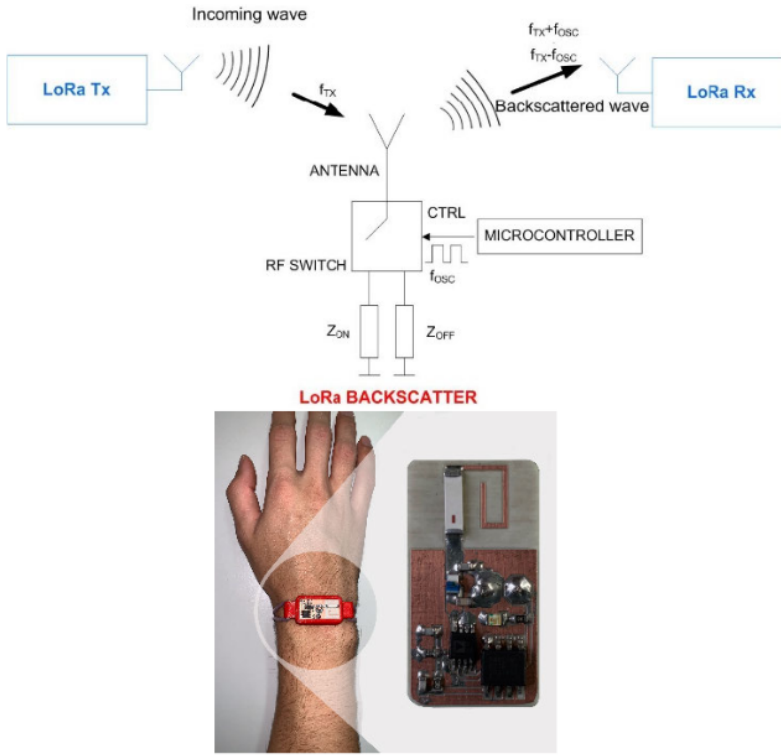 Incoming wave
fTX+fOSC
fTX-fOSC
LoRa Tx
fTX
Backscattered wave
LoRa Rx
ANTENNA
CTRL
MICROCONTROLLER
RF SWITCH
fOSC
ZON
ZOFF
LoRa BACKSCATTER